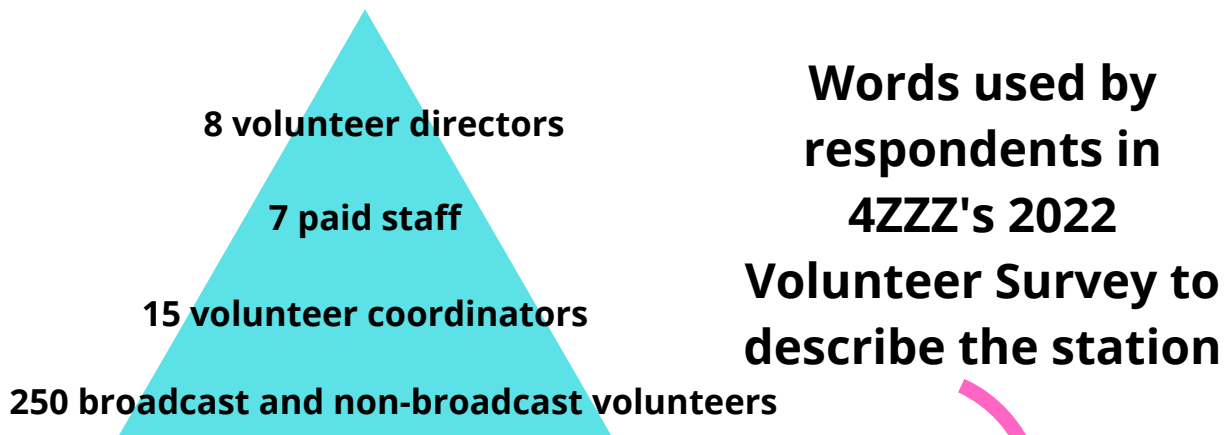 8 volunteer directors
7 paid staff
15 volunteer coordinators
250 broadcast and non-broadcast volunteers
Words used by
respondents in
4ZZZ's 2022
Volunteer Survey to
describe the station